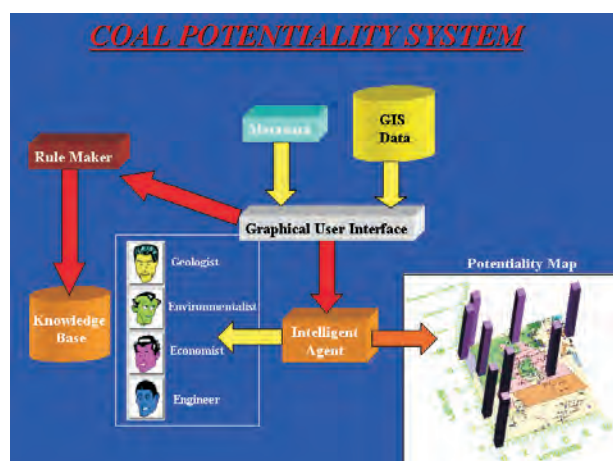 COAL POTENTIALITY SYSTEM
Metadata
GIS
Data
Rule Maker
Graphical User Interface
Geologist
Potentiality Map
Environmentalist
Knowledge
Base
Intelligent
Agent
Economist
Engineer